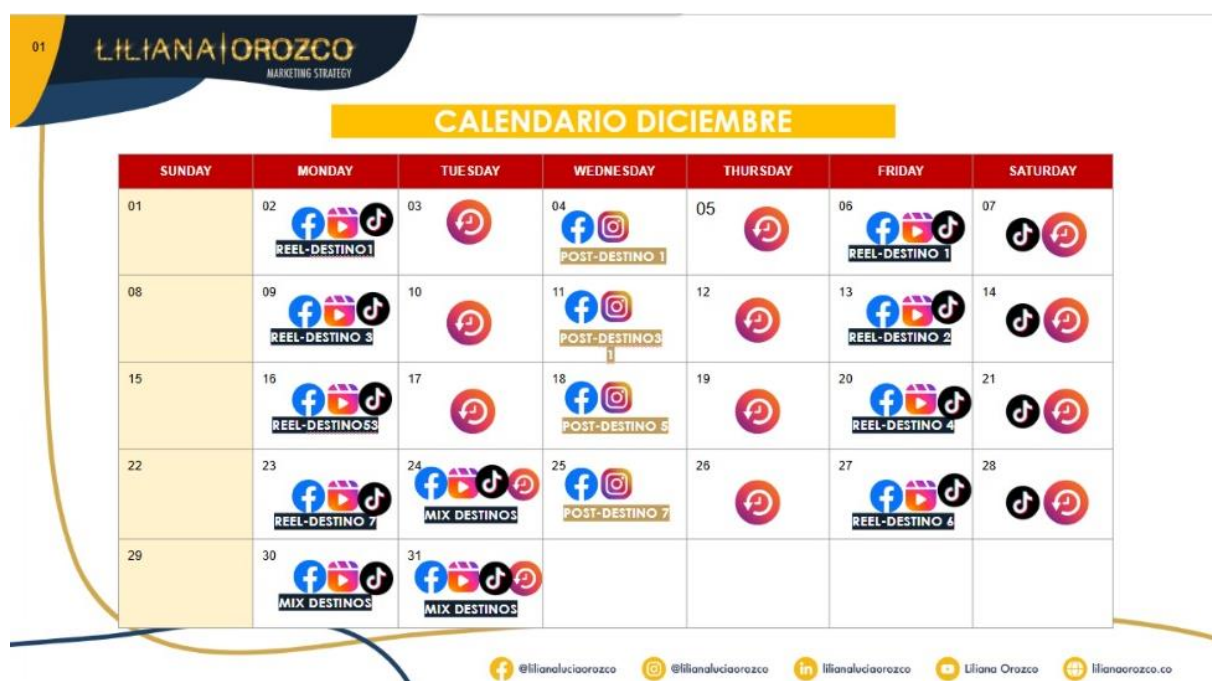 01
LILIANA OROZCO
MARKETING STRATEGY
CALENDARIO DICIEMBRE
SUNDAY MONDAY TUESDAY WEDNESDAY THURSDAY FRIDAY SATURDAY
01 02 03 04 05 06 07
REEL-DESTINO1 POST-DESTINO 1 REEL-DESTINO 1
08 09 10 11 12 13 14
REEL-DESTINO 3 POST-DESTINO3 REEL-DESTINO 2
1
15 16 17 18 19 20 21
REEL-DESTINO53 POST-DESTINO 5 REEL-DESTINO 4
22 23 24 25 26 27 28
REEL-DESTINO 7 MIX DESTINOS POST-DESTINO 7 REEL-DESTINO 6
29 30 31
MIX DESTINOS MIX DESTINOS
@lilianaluciaorozco @lilianaluciaorozco lilianaluciaorozco Liliana Orozco lilianaorozco.co